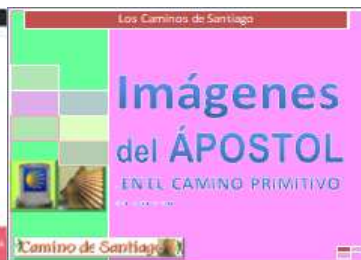 Los Caminos de Santiago
Imágenes
del ÁPOSTOL
EN EL CAMINO PRIMITIVO
Camino de Santiago